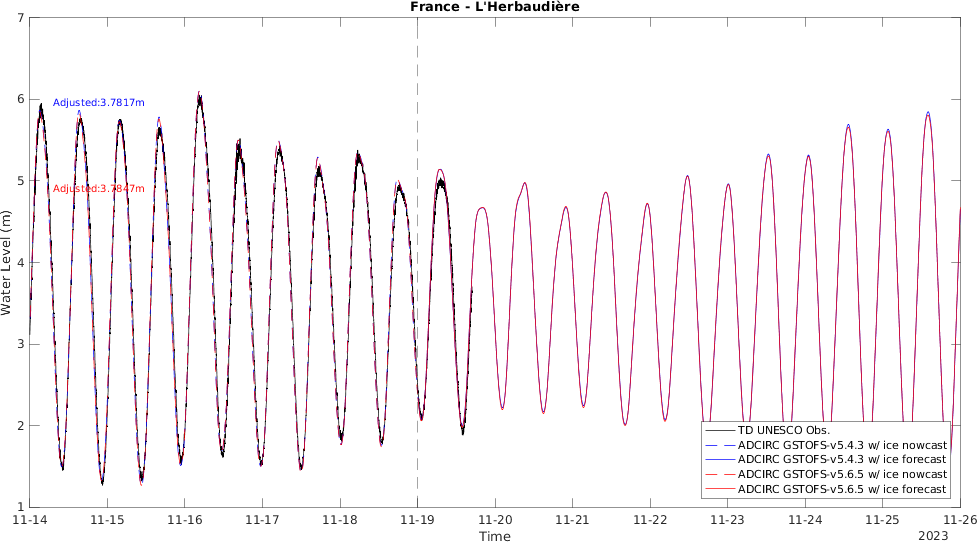 France - L'Herbaudière
7
6
5
4
3
2
1
Water Level (m)
Adjusted:3.7817m
Adjusted:3.7847m
TD UNESCO Obs.
ADCIRC GSTOFS-v5.4.3 w/ ice nowcast
ADCIRC GSTOFS-v5.4.3 w/ ice forecast
ADCIRC GSTOFS-v5.6.5 w/ ice nowcast
ADCIRC GSTOFS-v5.6.5 w/ ice forecast
11-14 11-15 11-16 11-17 11-18 11-19 11-20 11-21 11-22 11-23 11-24 11-25 11-26
Time
2023